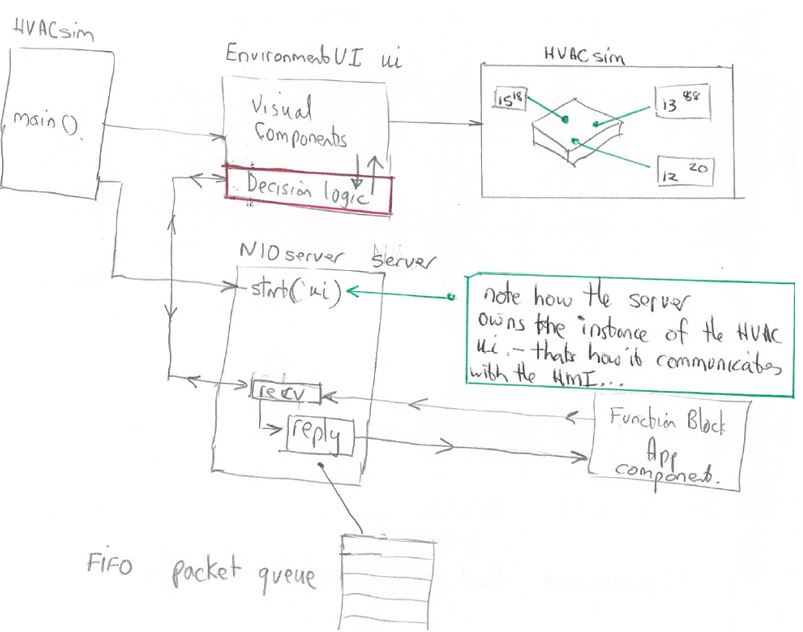 HVACsim
main().
EnvironmentUI ui
Visual
Components
Decision logic
HVACsim
15 18
13 88
12 20
NIOserver server
start(ui)
recv
reply
note how the server
owns the instance of the HVAC
ui. - thats how it communicates
with the HMI...
Function Block
App
component.
FiFO packet queue